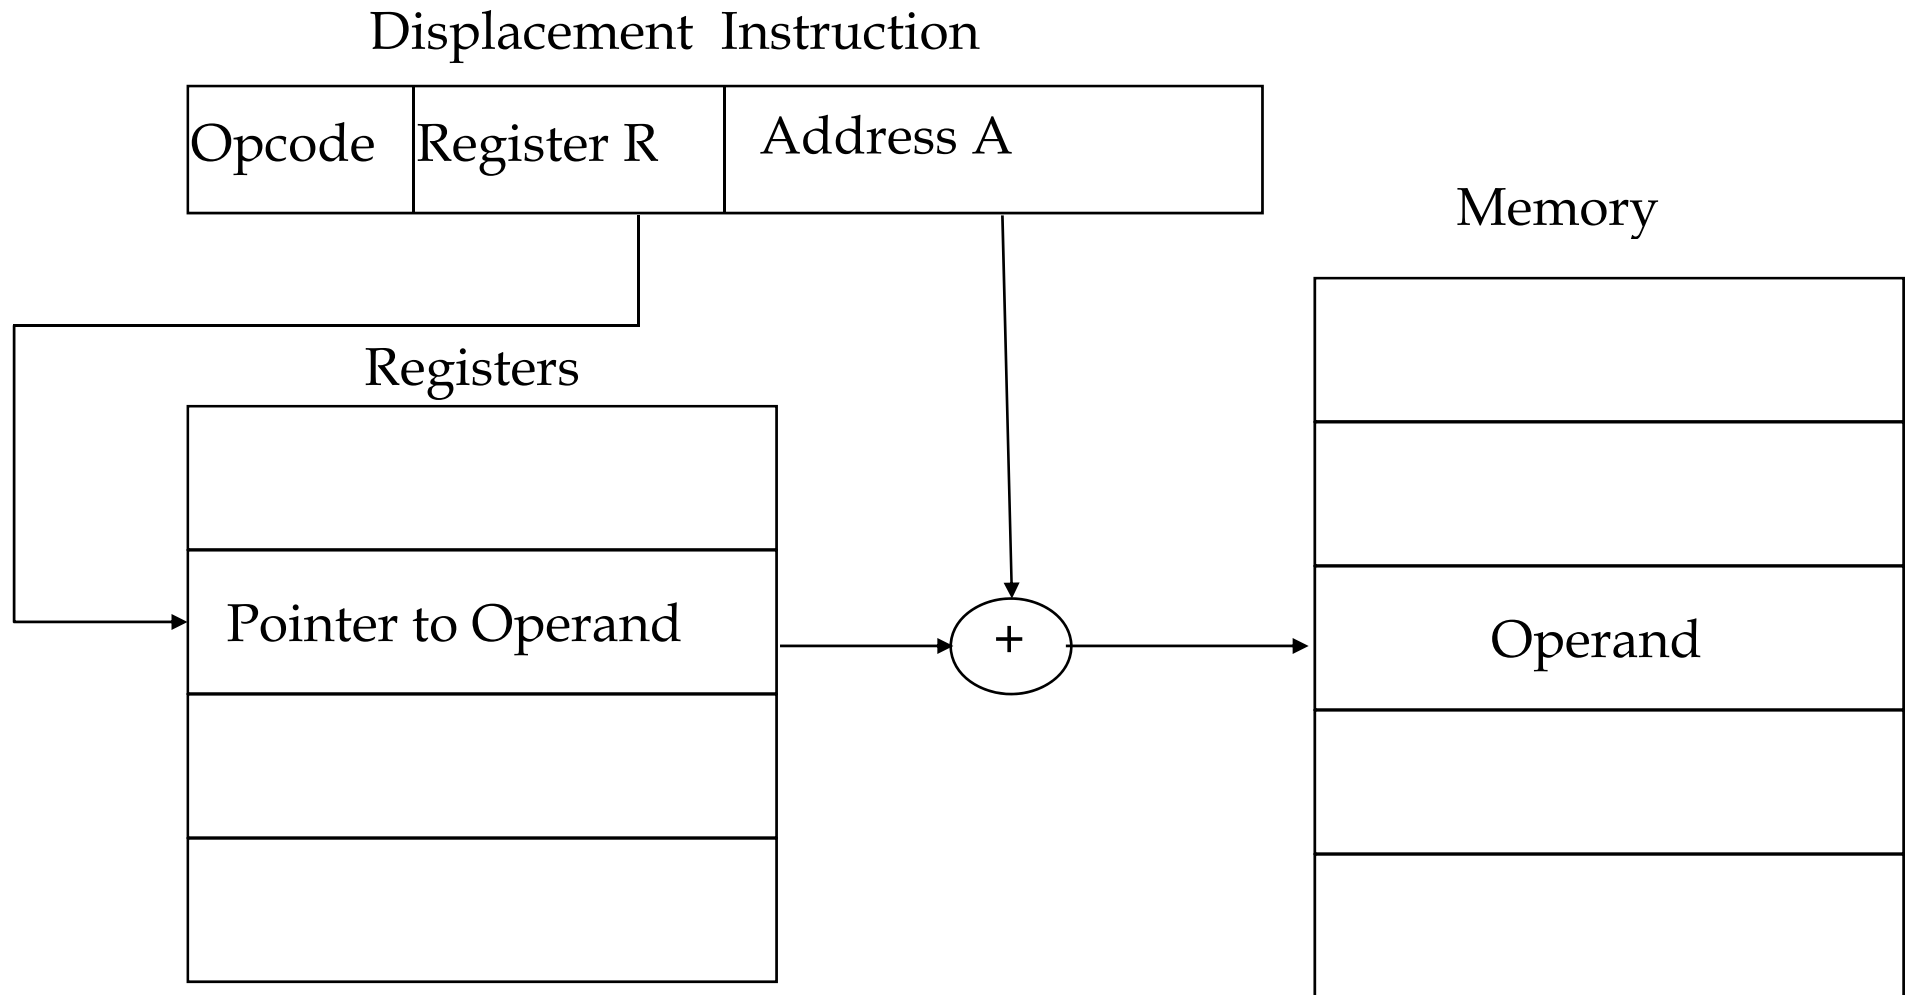 Displacement Instruction
Opcode
Register R
Address A
Memory
Registers
Pointer to Operand
+
Operand